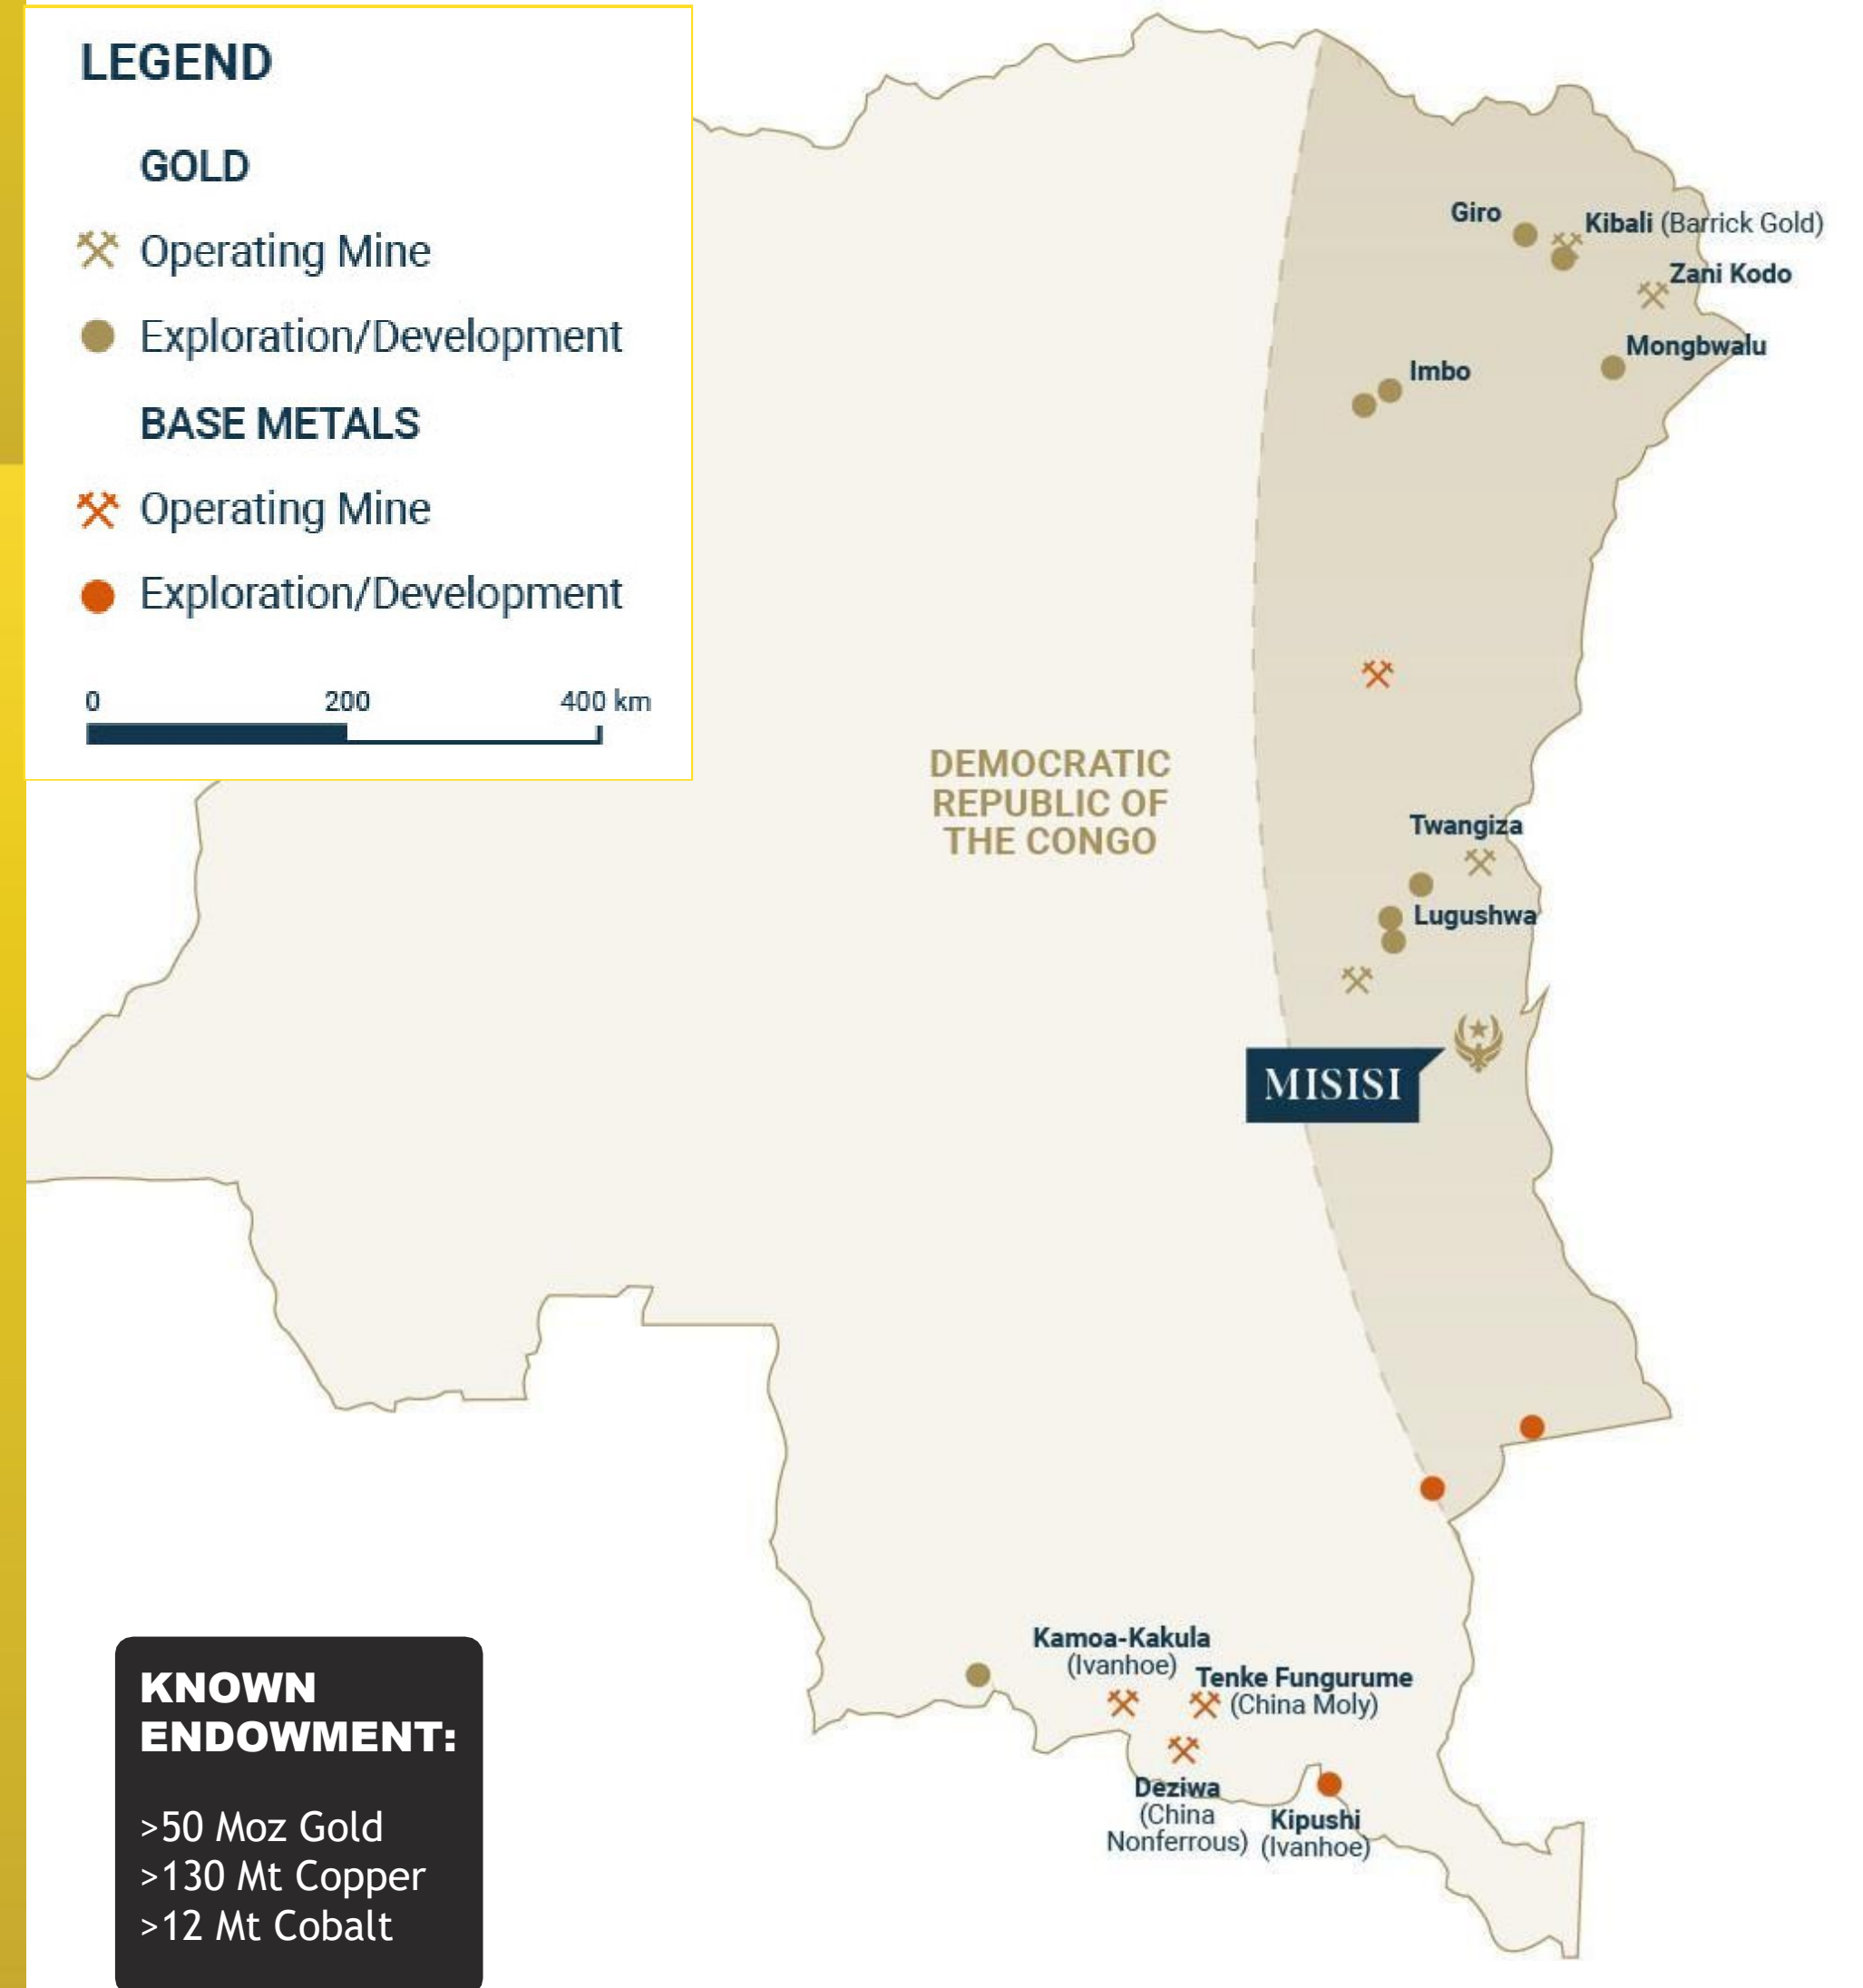 LEGEND
GOLD
Operating Mine
Exploration/Development
BASE METALS
Operating Mine
Exploration/Development
0 200 400 km
Giro
Kibali (Barrick Gold)
Zani Kodo
Mongbwalu
Imbo
DEMOCRATIC
REPUBLIC OF
THE CONGO
Twangiza
Lugushwa
MISISI
Kamoa-Kakula
(Ivanhoe)
Tenke Fungurume
(China Moly)
Deziwa
(China
Nonferrous)
Kipushi
(Ivanhoe)
KNOWN
ENDOWMENT:
>50 Moz Gold
>130 Mt Copper
>12 Mt Cobalt